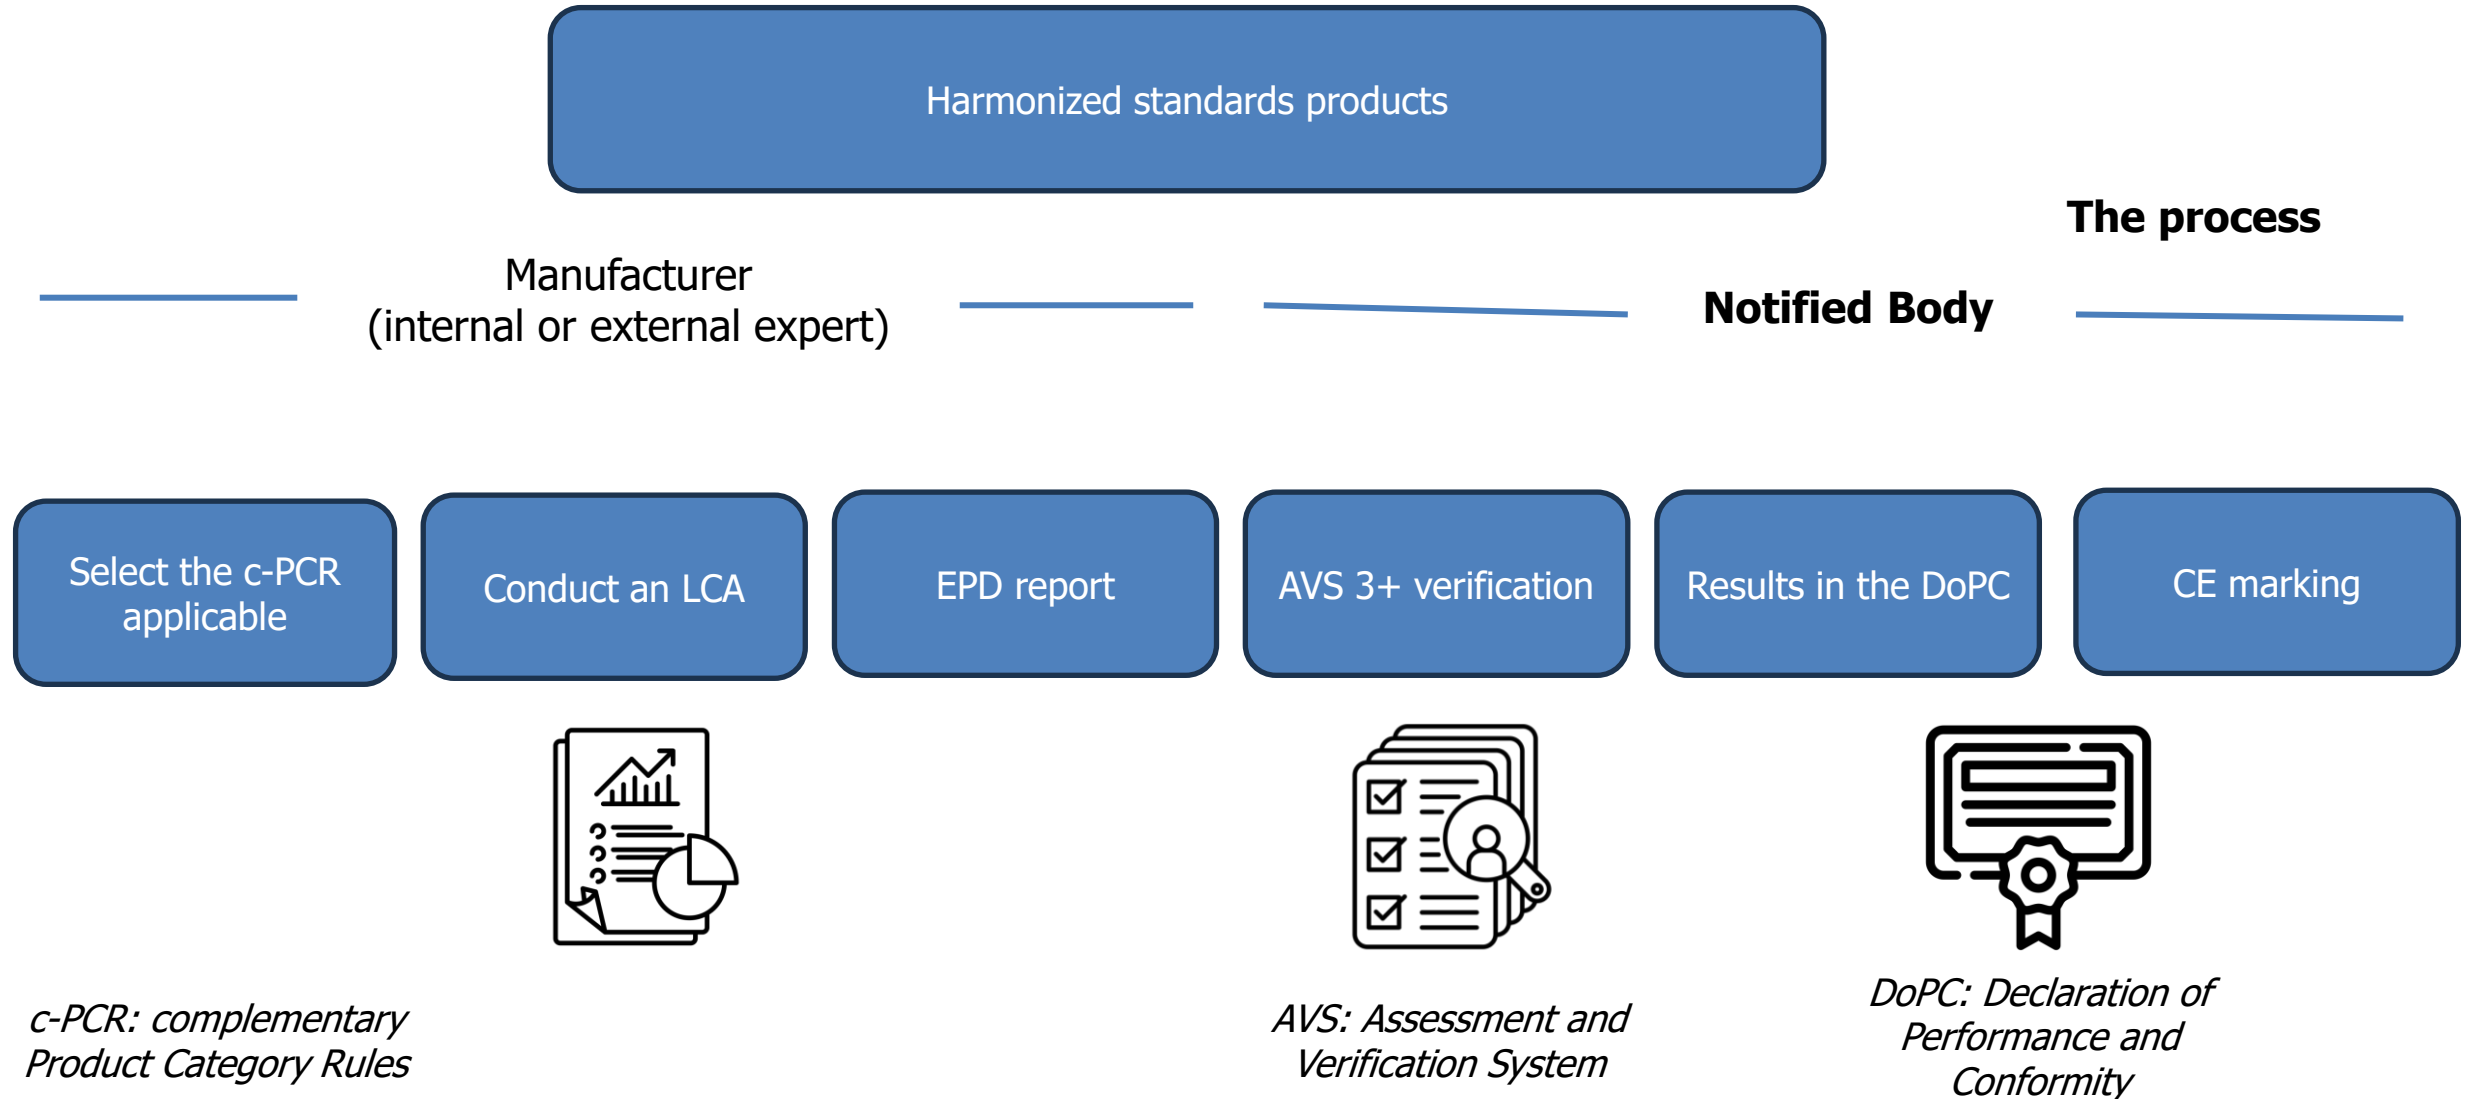 Harmonized standards products
The process
Manufacturer
(internal or external expert)
Notified Body
Select the c-PCR
applicable
Conduct an LCA
EPD report
AVS 3+ verification
Results in the DoPC
CE marking
c-PCR: complementary
Product Category Rules
AVS: Assessment and
Verification System
DoPC: Declaration of
Performance and
Conformity